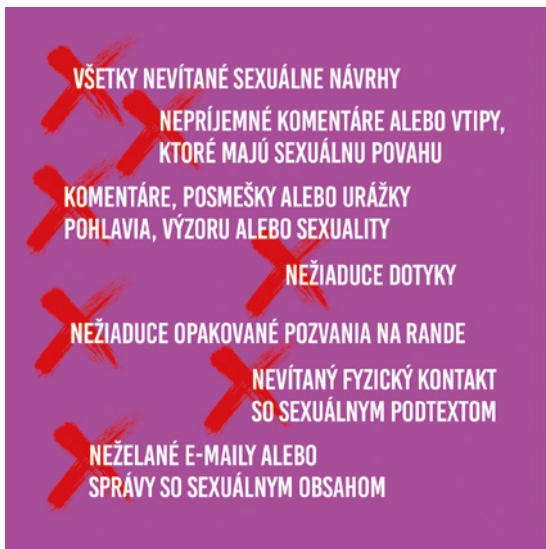 VŠETKY NEVÍTANÉ SEXUÁLNE NÁVRHY
NEPRÍJEMNÉ KOMENTÁRE ALEBO VTIPY,
KTORÉ MAJÚ SEXUÁLNU POVAHU
KOMENTÁRE, POSMEŠKY ALEBO URÁŽKY
POHLAVIA, VÝZORU ALEBO SEXUALITY
NEŽIADUCE DOTYKY
NEŽIADUCE OPAKOVANÉ POZVANIA NA RANDE
NEVÍTANÝ FYZICKÝ KONTAKT
SO SEXUÁLNYM PODTEXTOM
NEŽELANÉ E-MAILY ALEBO
SPRÁVY SO SEXUÁLNYM OBSAHOM